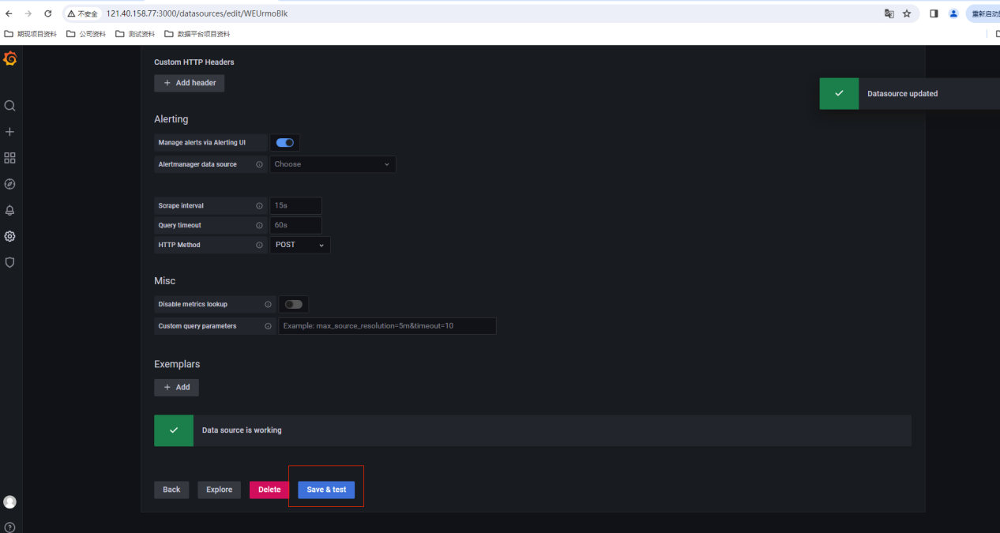 不安全 121.40.158.77:3000/datasources/edit/WEUrmoBlk
重新启动
期现项目资料 公司资料 测试资料 数据平台项目资料
Custom HTTP Headers
+ Add header
Datasource updated
Alerting
Manage alerts via Alerting UI
Alertmanager data source Choose
Scrape interval 15s
Query timeout 60s
HTTP Method POST
Misc
Disable metrics lookup
Custom query parameters Example: max_source_resolution=5m&timeout=10
Exemplars
+ Add
Data source is working
Back Explore Delete Save & test